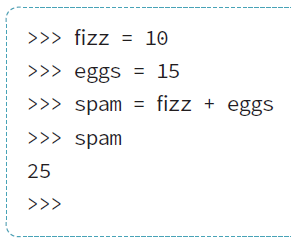 >>> fizz = 10
>>> eggs = 15
>>> spam = fizz + eggs
>>> spam
25
>>>